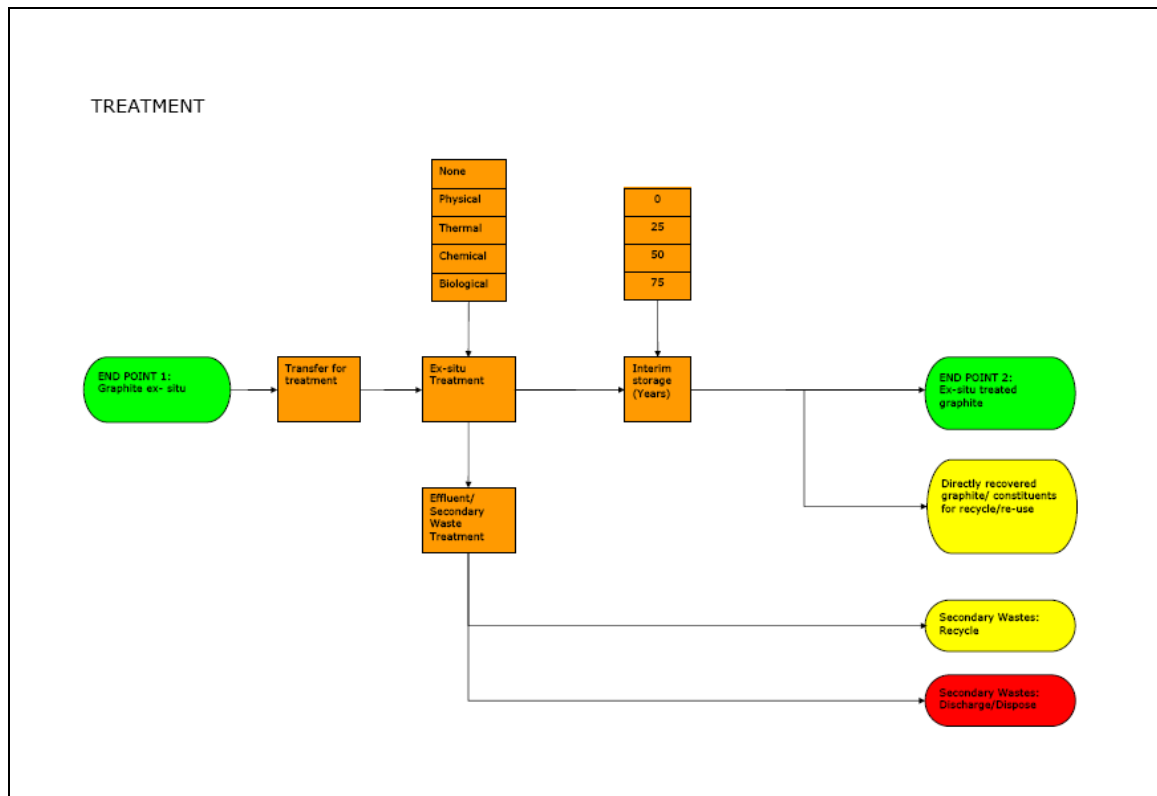 TREATMENT
None
Physical
Thermal
Chemical
Biological
0
25
50
75
END POINT 1:
Graphite ex- situ
Transfer for
treatment
Ex-situ
Treatment
Interim
storage
(Years)
END POINT 2:
Ex-situ treated
graphite
Effluent/
Secondary
Waste
Treatment
Directly recovered
graphite/ constituents
for recycle/re-use
Secondary Wastes:
Recycle
Secondary Wastes:
Discharge/Dispose